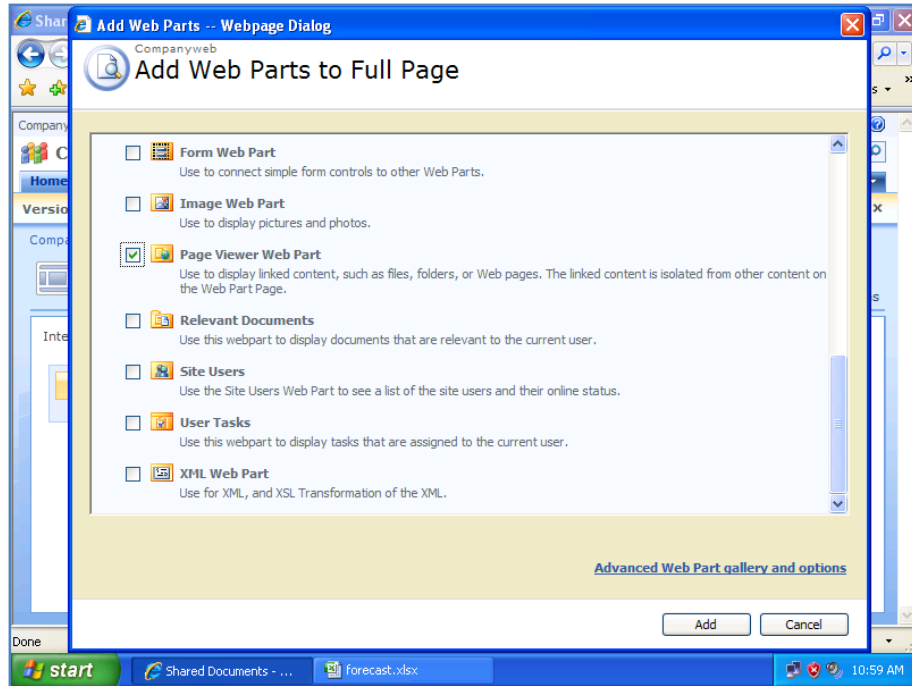 Shar
Add Web Parts -- Webpage Dialog
Companyweb
Add Web Parts to Full Page
s
»
Company
C
Home
Versio
x
Compa
s
Inte
Form Web Part
Use to connect simple form controls to other Web Parts.
Image Web Part
Use to display pictures and photos.
Page Viewer Web Part
Use to display linked content, such as files, folders, or Web pages. The linked content is isolated from other content on
the Web Part Page.
Relevant Documents
Use this webpart to display documents that are relevant to the current user.
Site Users
Use the Site Users Web Part to see a list of the site users and their online status.
User Tasks
Use this webpart to display tasks that are assigned to the current user.
XML Web Part
Use for XML, and XSL Transformation of the XML.
Advanced Web Part gallery and options
Add
Cancel
Done
start
Shared Documents - ...
forecast.xlsx
10:59 AM